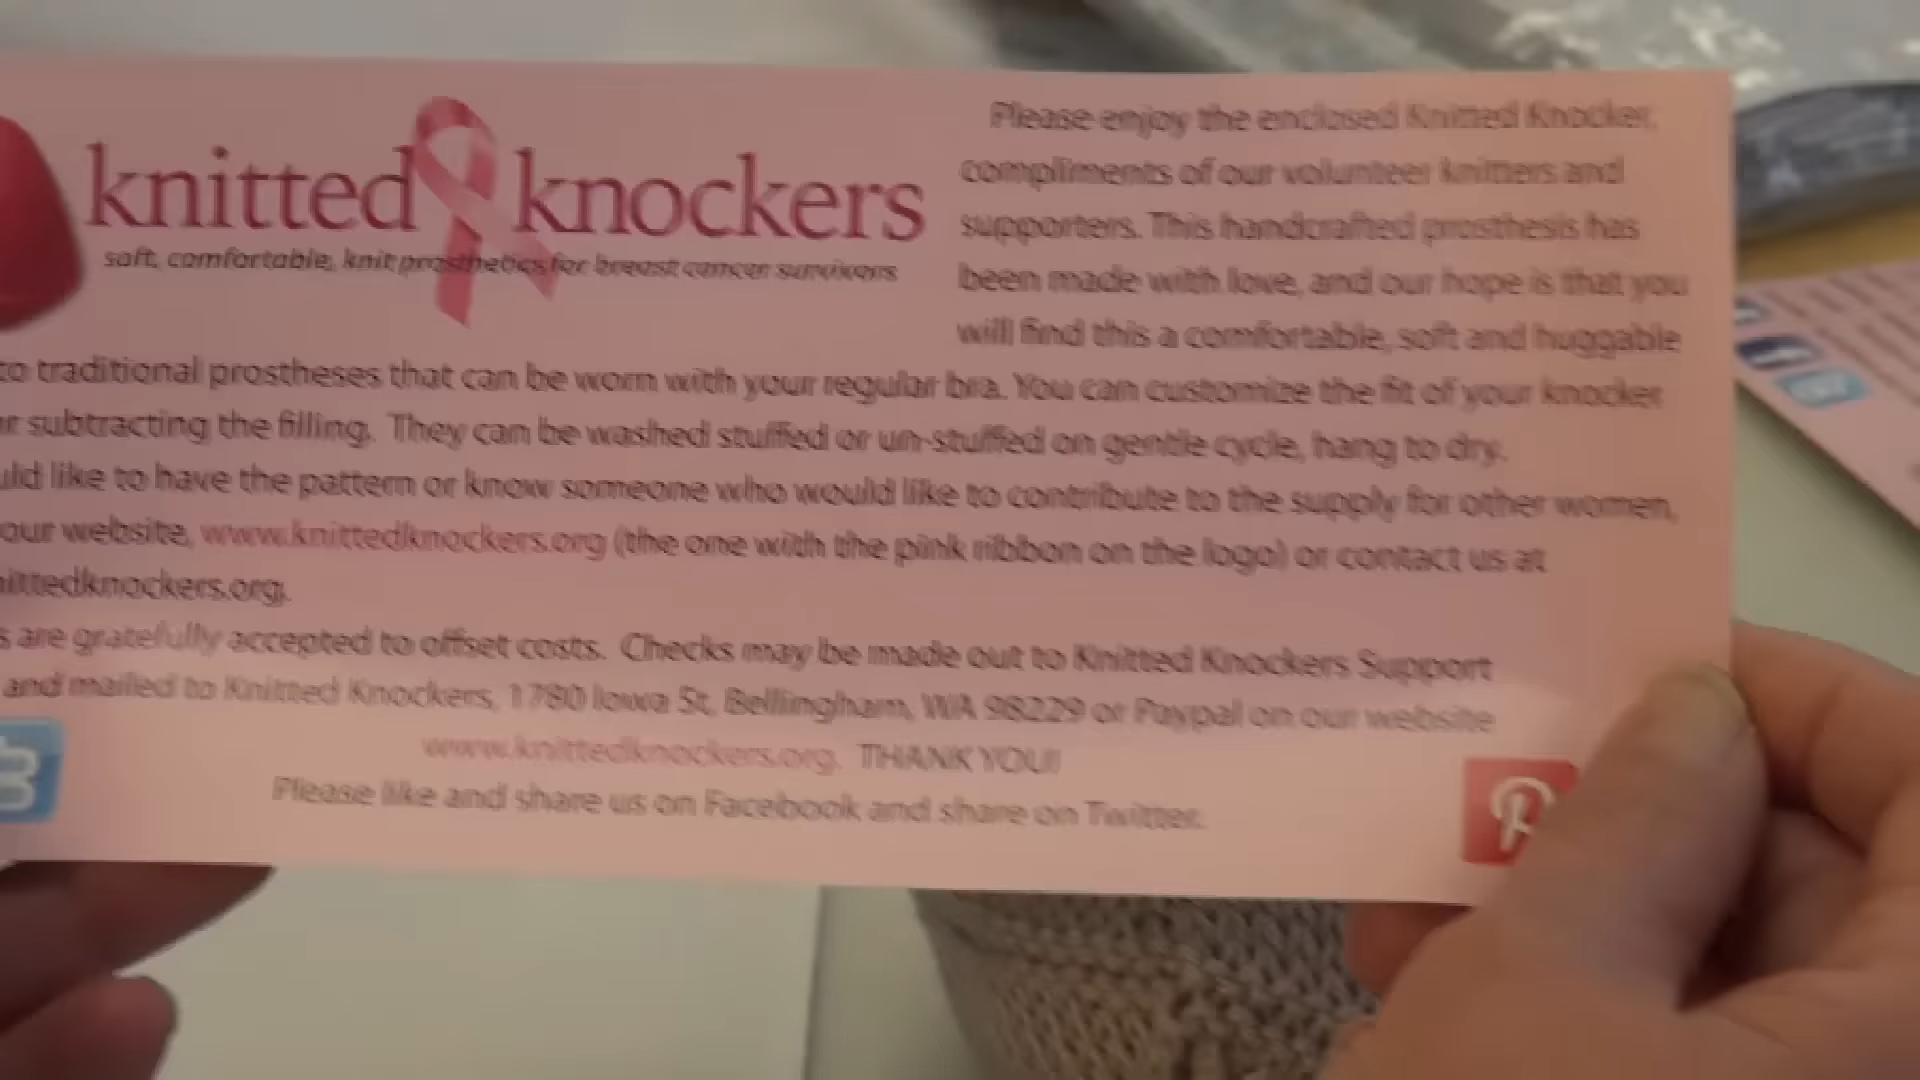 knitted knockers
soft, comfortable, knit prosthetics for breast cancer survivors
Please enjoy the enclosed Knitted Knocker,
compliments of our volunteer knitters and
supporters. This handcrafted prosthesis has
been made with love, and our hope is that you
will find this a comfortable, soft and huggable
to traditional prostheses that can be worn with your regular bra. You can customize the fit of your knocker
subtracting the filling. They can be washed stuffed or un-stuffed on gentle cycle, hang to dry.
like to have the pattern or know someone who would like to contribute to the supply for other women,
our website, www.knittedknockers.org (the one with the pink ribbon on the logo) or contact us at
nittedknockers.org.
s are gratefully accepted to offset costs. Checks may be made out to Knitted Knockers Support
and mailed to Knitted Knockers, 1780 Iowa St, Bellingham, WA 98229 or Paypal on our website
www.knittedknockers.org. THANK YOU!
Please like and share us on Facebook and share on Twitter.